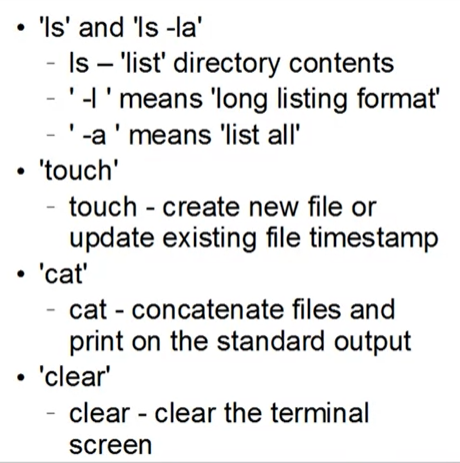 • 'ls' and 'ls -la'
– ls – 'list' directory contents
– ' -l ' means 'long listing format'
– ' -a ' means 'list all'
• 'touch'
– touch - create new file or
update existing file timestamp
• 'cat'
– cat - concatenate files and
print on the standard output
• 'clear'
– clear - clear the terminal
screen